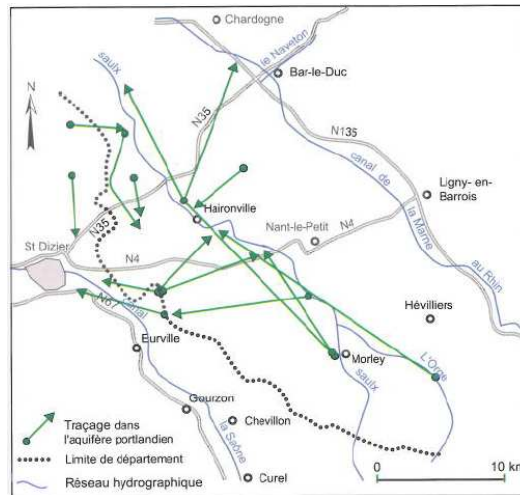 Chardogne
le Naveton
saulx
Bar-le-Duc
N
N35
N135
canal de
la Marne
au Rhin
Ligny- en-
Barrois
Haironville
Nant-le-Petit
N4
N35
St Dizier
N4
N67
Canal
Hévilliers
Eurville
Morley
L'Orge
saulx
Gourzon
Chevillon
la Saône
Curel
Traçage dans
l'aquifère portlandien
Limite de département
Réseau hydrographique
0 10 km